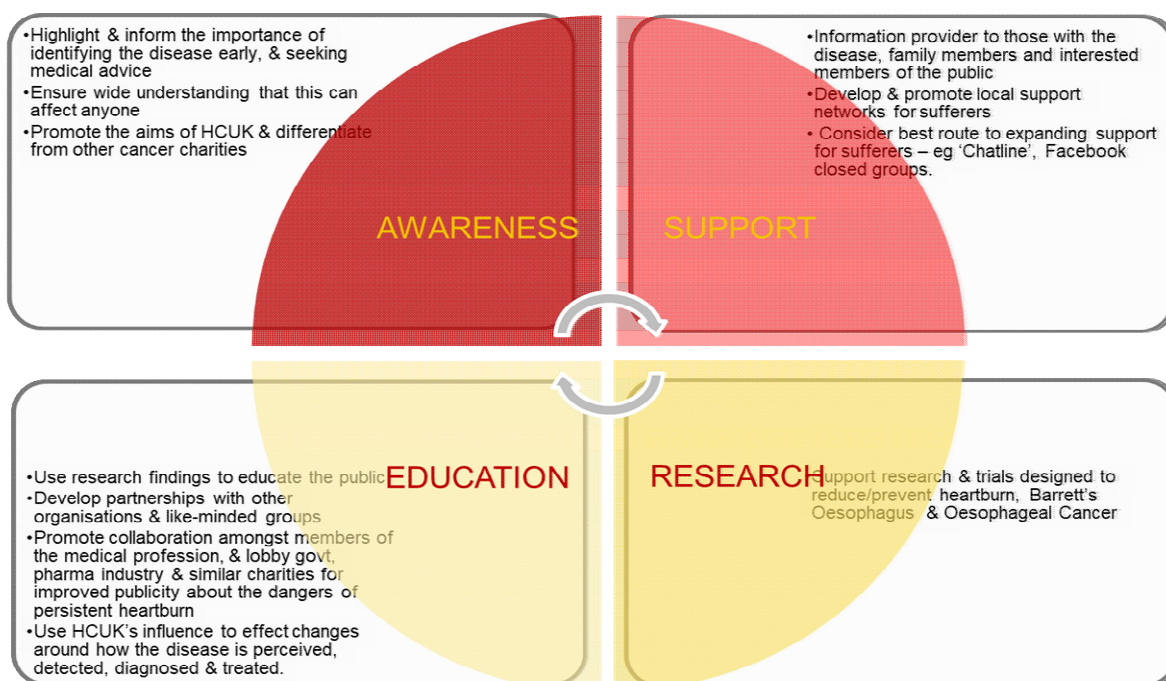 •Highlight & inform the importance of
identifying the disease early, & seeking
medical advice
•Ensure wide understanding that this can
affect anyone
•Promote the aims of HCUK & differentiate
from other cancer charities
AWARENESS
•Information provider to those with the
disease, family members and interested
members of the public
•Develop & promote local support
networks for sufferers
• Consider best route to expanding support
for sufferers – eg ‘Chatline’, Facebook
closed groups.
SUPPORT
•Use research findings to educate the public
•Develop partnerships with other
organisations & like-minded groups
•Promote collaboration amongst members of
the medical profession, & lobby govt,
pharma industry & similar charities for
improved publicity about the dangers of
persistent heartburn
•Use HCUK’s influence to effect changes
around how the disease is perceived,
detected, diagnosed & treated.
EDUCATION
RESEARCH
Support research & trials designed to
reduce/prevent heartburn, Barrett’s
Oesophagus & Oesophageal Cancer